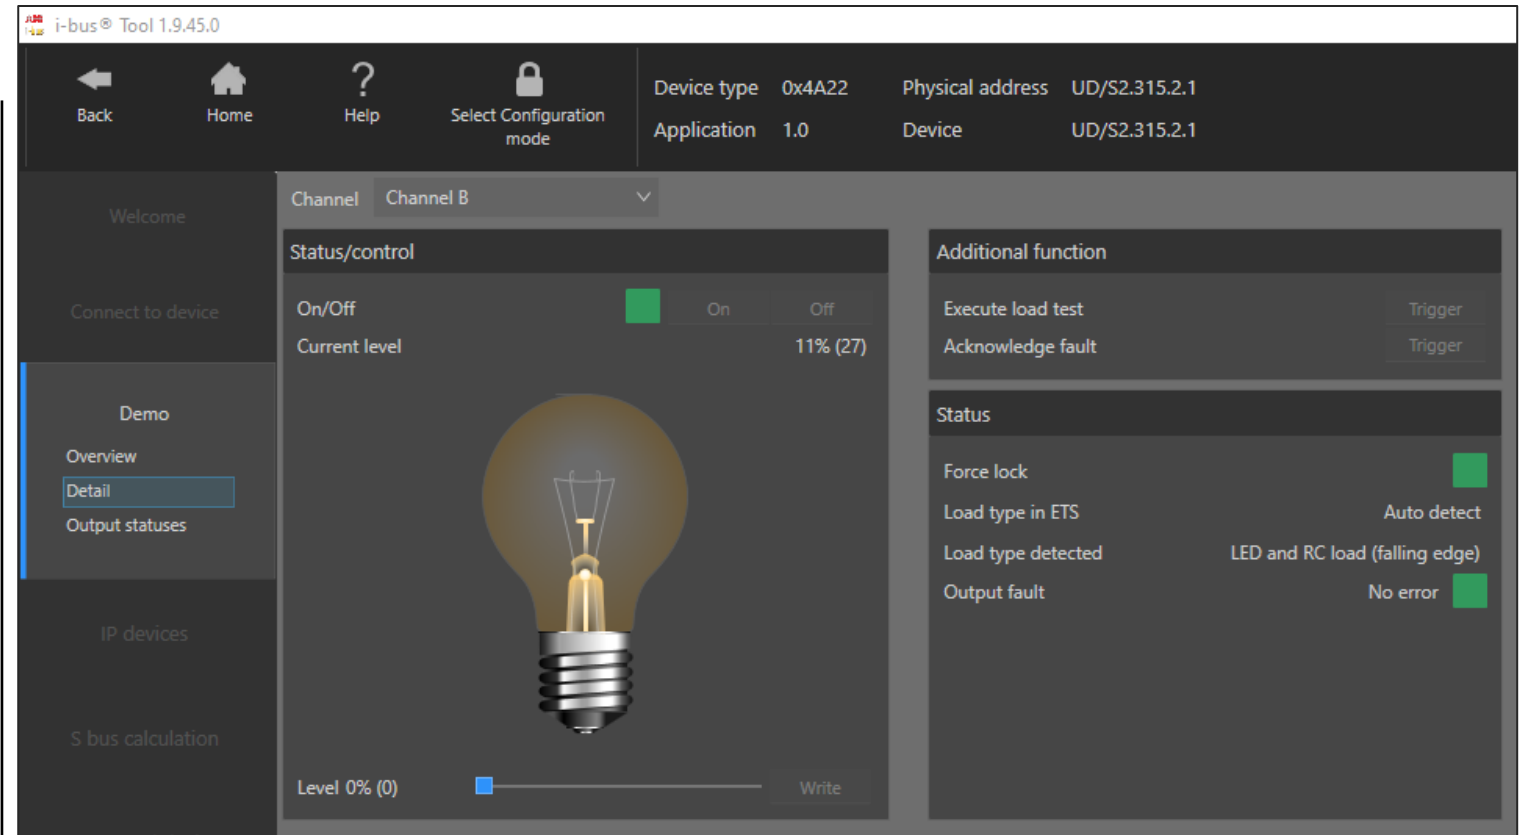 ABB
i-bus
i-bus® Tool 1.9.45.0
Back
Home
Help
Select Configuration
mode
Device type 0x4A22
Physical address UD/S2.315.2.1
Application 1.0
Device UD/S2.315.2.1
Welcome
Connect to device
Demo
Overview
Detail
Output statuses
IP devices
S bus calculation
Channel Channel B
Status/control
On/Off On Off
Current level 11% (27)
Level 0% (0) Write
Additional function
Execute load test Trigger
Acknowledge fault Trigger
Status
Force lock
Load type in ETS Auto detect
Load type detected LED and RC load (falling edge)
Output fault No error